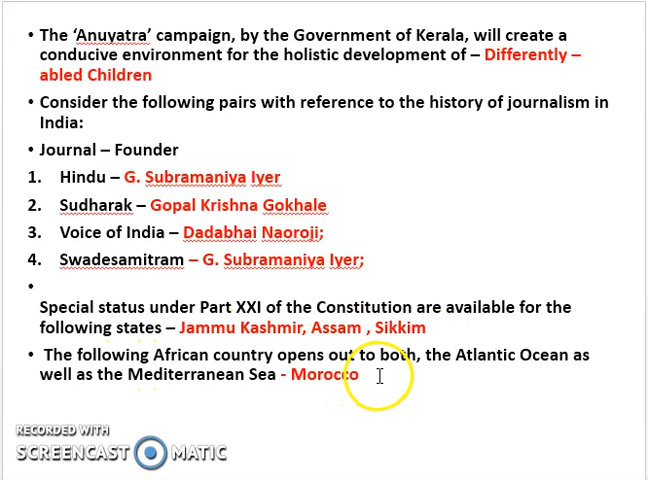 • The ‘Anuyatra’ campaign, by the Government of Kerala, will create a
conducive environment for the holistic development of – Differently –
abled Children
• Consider the following pairs with reference to the history of journalism in
India:
• Journal – Founder
1. Hindu – G. Subramaniya Iyer
2. Sudharak – Gopal Krishna Gokhale
3. Voice of India – Dadabhai Naoroji;
4. Swadesamitram – G. Subramaniya Iyer;
•
Special status under Part XXI of the Constitution are available for the
following states – Jammu Kashmir, Assam , Sikkim
• The following African country opens out to both, the Atlantic Ocean as
well as the Mediterranean Sea - Morocco
RECORDED WITH
SCREENCAST MATIC